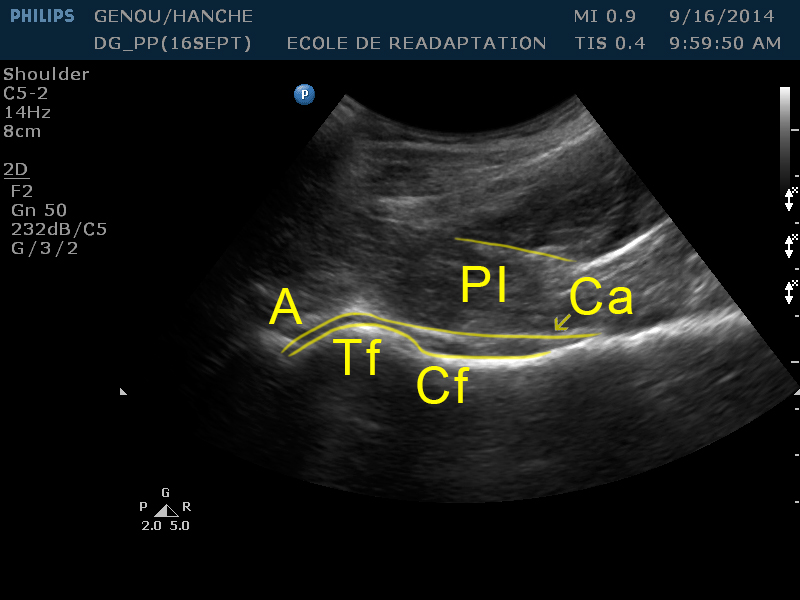 PHILIPS GENOU/HANCHE MI 0.9 9/16/2014
DG_PP(16SEPT) ECOLE DE READAPTATION TIS 0.4 9:59:50 AM
Shoulder
C5-2
14Hz
8cm
2D
F2
Gn 50
232dB/C5
G/3/2
P
PI
Ca
A
Tf
Cf
G
P R
2.0 5.0